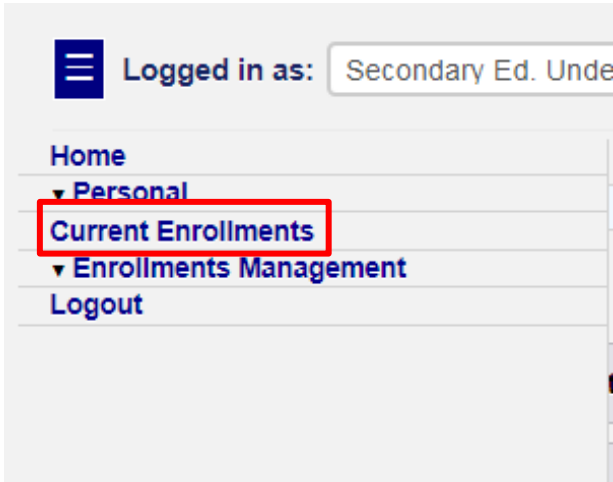 Logged in as: Secondary Ed. Unde
Home
▾ Personal
Current Enrollments
▾ Enrollments Management
Logout